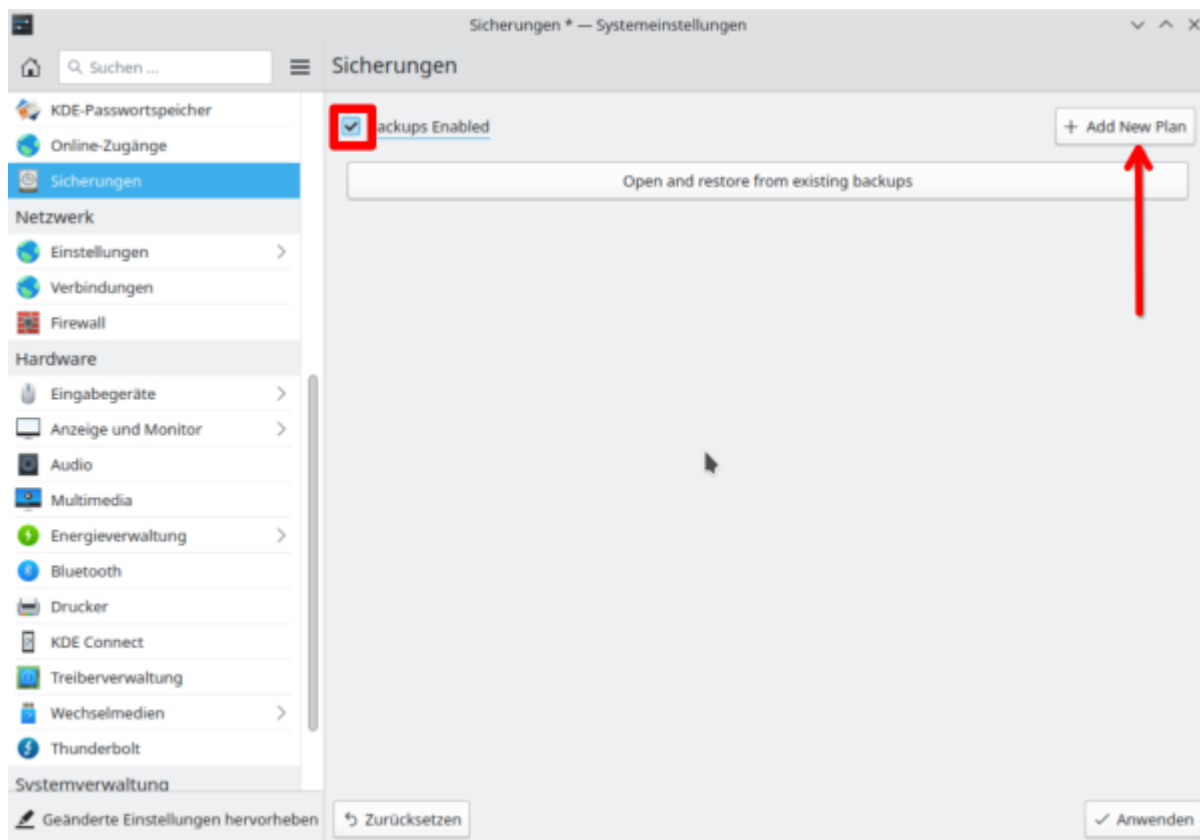 Sicherungen * — Systemeinstellungen
Suchen ...
Sicherungen
KDE-Passwortspeicher
Online-Zugänge
Sicherungen
Netzwerk
Einstellungen
Verbindungen
Firewall
Hardware
Eingabegeräte
Anzeige und Monitor
Audio
Multimedia
Energieverwaltung
Bluetooth
Drucker
KDE Connect
Treiberverwaltung
Wechselmedien
Thunderbolt
Systemverwaltung
Geänderte Einstellungen hervorheben
ackups Enabled
+ Add New Plan
Open and restore from existing backups
Zurücksetzen
Anwenden